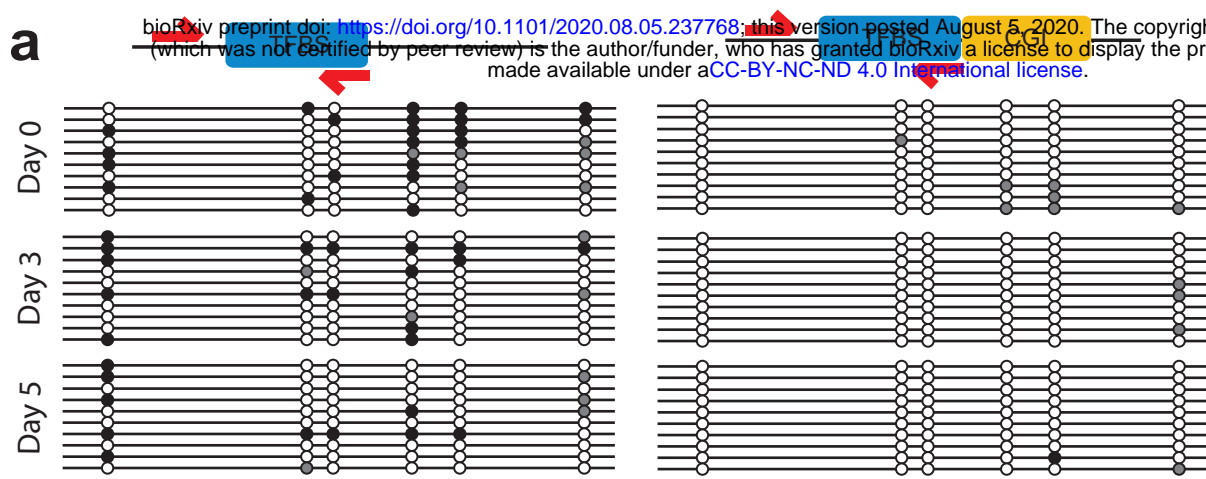 a
bioRxiv preprint doi: https://doi.org/10.1101/2020.08.05.237768; this version posted August 5, 2020. The copyrigh
(which was not certified by peer review) is the author/funder, who has granted bioRxiv a license to display the pr
made available under aCC-BY-NC-ND 4.0 International license.
TFBS
TFBS
CGI
Day 0
Day 3
Day 5